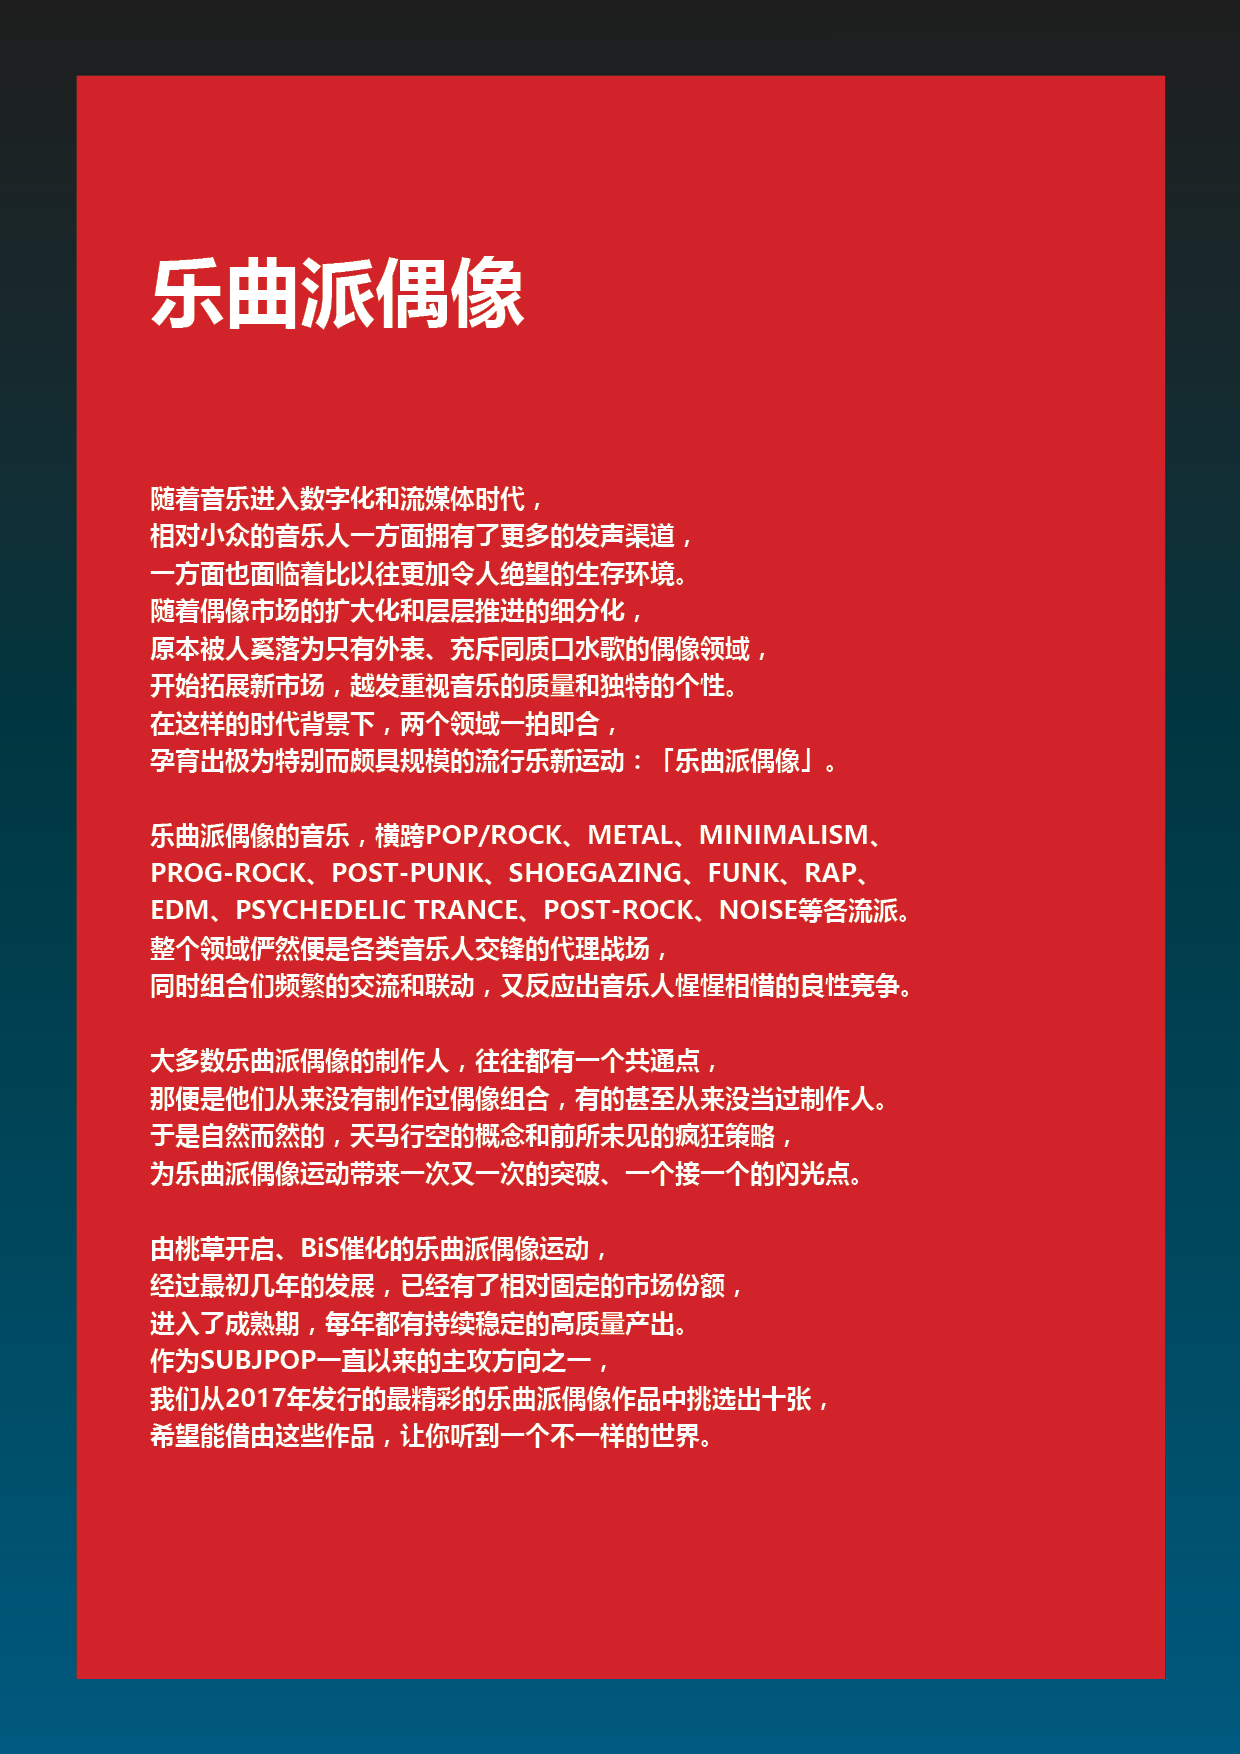 乐曲派偶像
随着音乐进入数字化和流媒体时代，
相对小众的音乐人一方面拥有了更多的发声渠道，
一方面也面临着比以往更加令人绝望的生存环境。
随着偶像市场的扩大化和层层推进的细分化，
原本被人奚落为只有外表、充斥同质口水歌的偶像领域，
开始拓展新市场，越发重视音乐的质量和独特的个性。
在这样的时代背景下，两个领域一拍即合，
孕育出极为特别而颇具规模的流行乐新运动：「乐曲派偶像」。
乐曲派偶像的音乐，横跨POP/ROCK、METAL、MINIMALISM、
PROG-ROCK、POST-PUNK、SHOEGAZING、FUNK、RAP、
EDM、PSYCHEDELIC TRANCE、POST-ROCK、NOISE等各流派。
整个领域俨然便是各类音乐人交锋的代理战场，
同时组合们频繁的交流和联动，又反应出音乐人惺惺相惜的良性竞争。
大多数乐曲派偶像的制作人，往往都有一个共通点，
那便是他们从来没有制作过偶像组合，有的甚至从来没当过制作人。
于是自然而然的，天马行空的概念和前所未见的疯狂策略，
为乐曲派偶像运动带来一次又一次的突破、一个接一个的闪光点。
由桃草开启、BiS催化的乐曲派偶像运动，
经过最初几年的发展，已经有了相对固定的市场份额，
进入了成熟期，每年都有持续稳定的高质量产出。
作为SUBJPOP一直以来的主攻方向之一，
我们从2017年发行的最精彩的乐曲派偶像作品中挑选出十张，
希望能借由这些作品，让你听到一个不一样的世界。